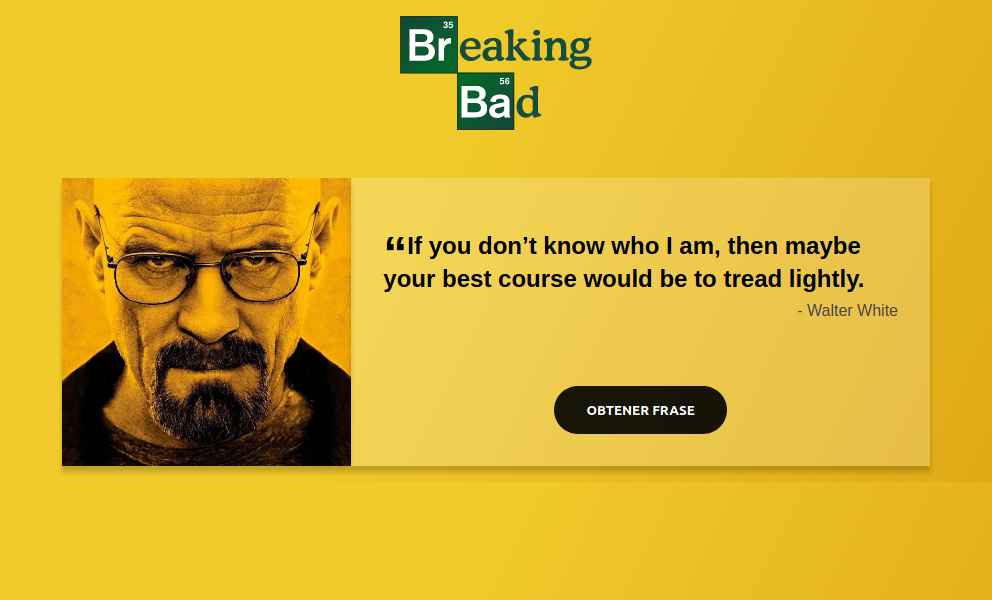 35
Breaking
56
Bad
“If you don’t know who I am, then maybe
your best course would be to tread lightly.
- Walter White
OBTENER FRASE